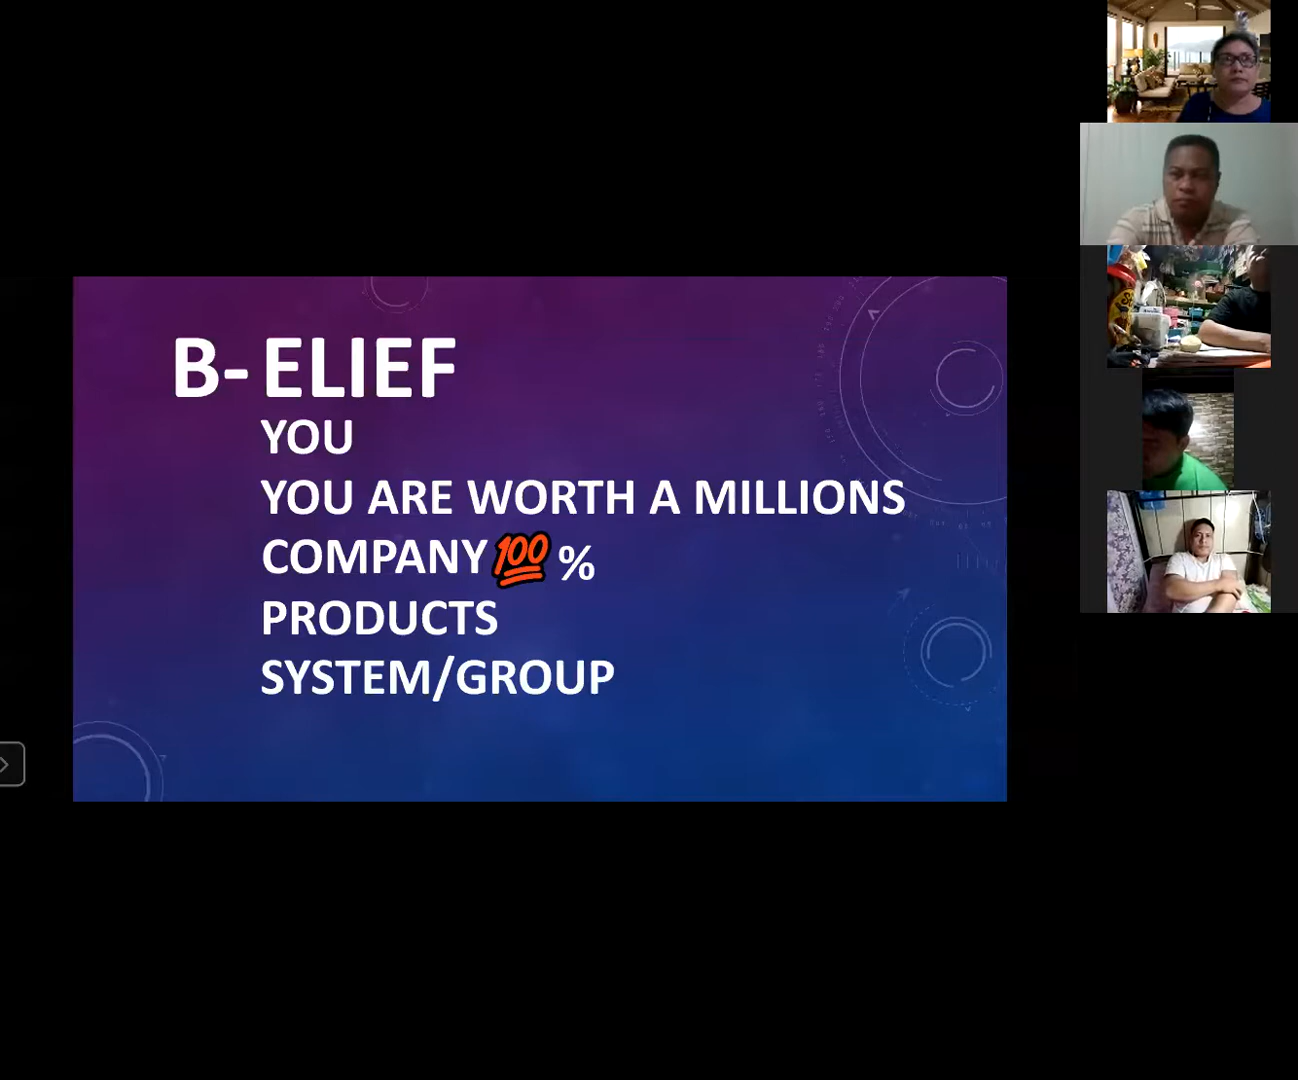 B- ELIEF
YOU
YOU ARE WORTH A MILLIONS
COMPANY💯 %
PRODUCTS
SYSTEM/GROUP